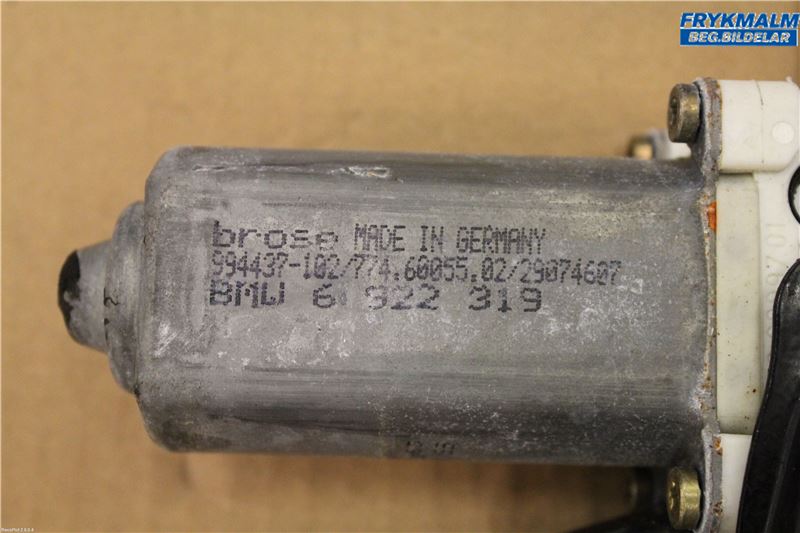 FRYKMALM
BEG.BILDELAR
brose MADE IN GERMANY
994437-102/774.60055.02/29074607
BMW 6 922 319